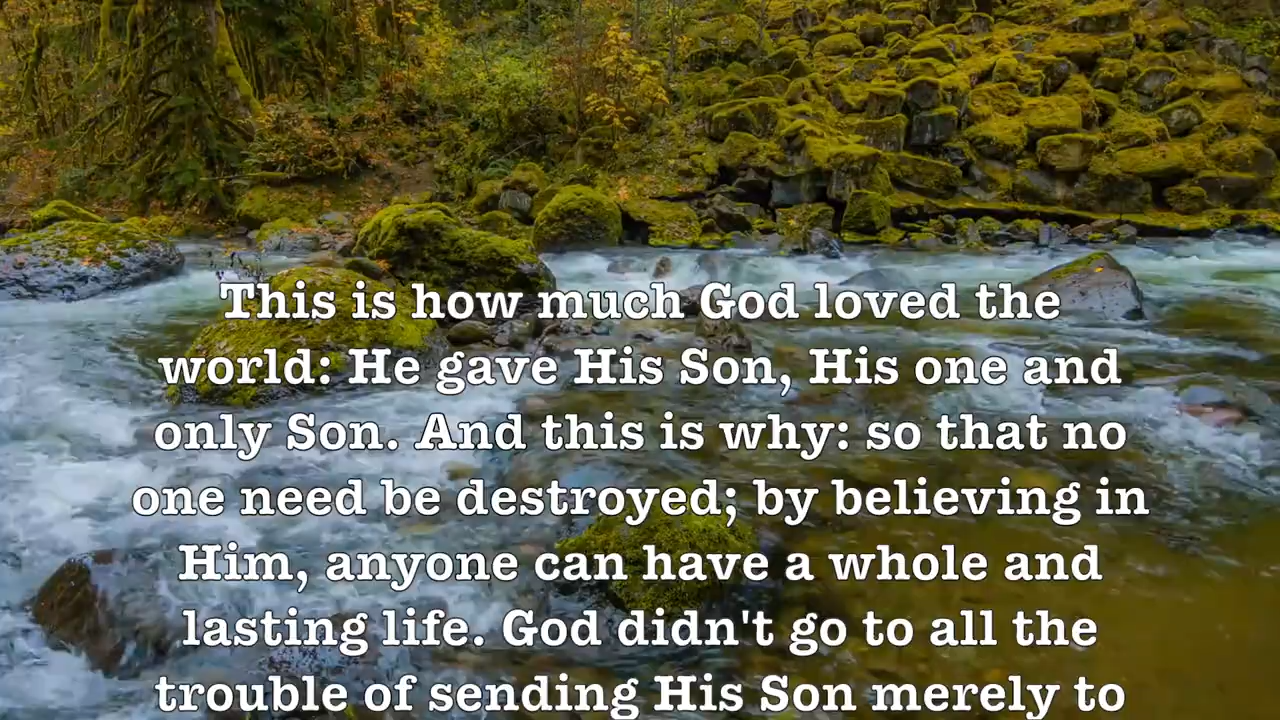 This is how much God loved the
world: He gave His Son, His one and
only Son. And this is why: so that no
one need be destroyed; by believing in
Him, anyone can have a whole and
lasting life. God didn't go to all the
trouble of sending His Son merely to